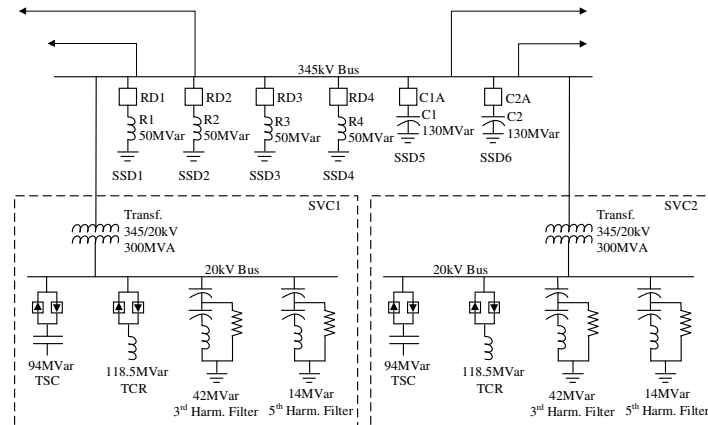 345kV Bus
RD1
RD2
RD3
RD4
C1A
C2A
R1
50MVar
R2
50MVar
R3
50MVar
R4
50MVar
C1
130MVar
C2
130MVar
SSD1
SSD2
SSD3
SSD4
SSD5
SSD6
SVC1
Transf.
345/20kV
300MVA
20kV Bus
94MVar
TSC
118.5MVar
TCR
42MVar
3rd Harm. Filter
14MVar
5th Harm. Filter
SVC2
Transf.
345/20kV
300MVA
20kV Bus
94MVar
TSC
118.5MVar
TCR
42MVar
3rd Harm. Filter
14MVar
5th Harm. Filter